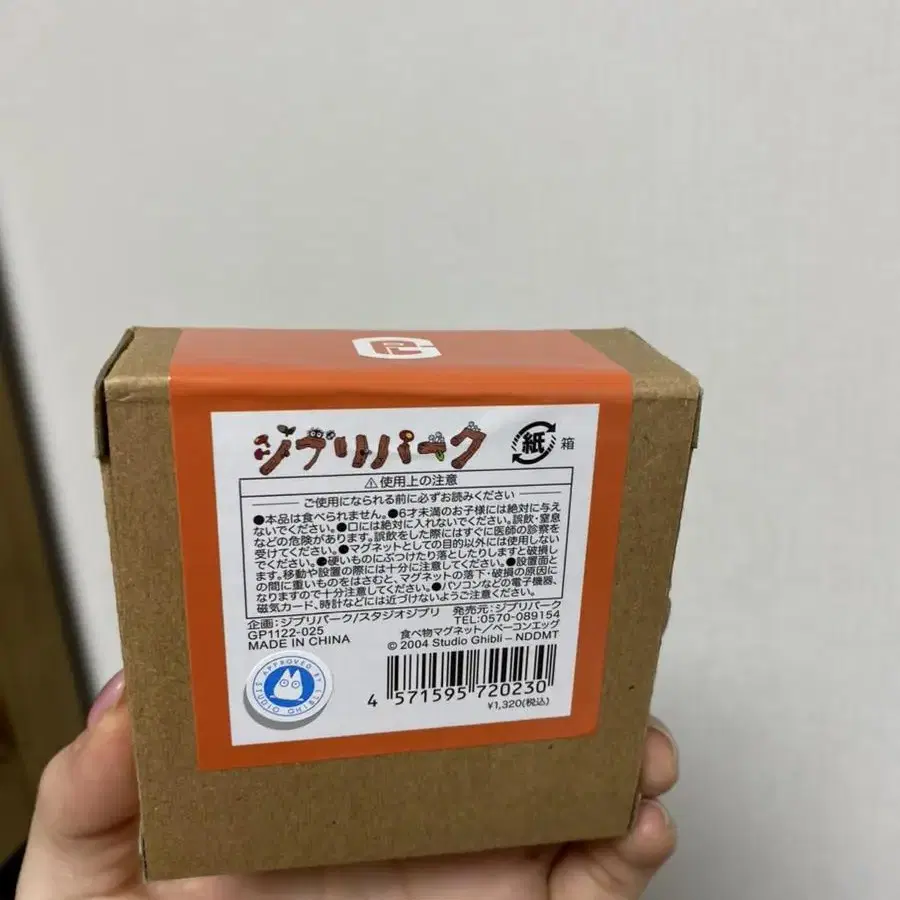 ジブリパーク
紙 箱
⚠使用上の注意
ご使用になられる前に必ずお読みください
●本品は食べられません。●6才未満のお子様には絶対に与え
ないでください。●口には絶対に入れないでください。誤飲・窒息
などの危険があります。誤飲をした際にはすぐに医師の診察を
受けてください。●マグネットとしての目的以外には使用しない
でください。●硬いものにぶつけたり落としたりしますと破損し
ます。移動や設置の際には十分に注意してください。●設置面と
の間に重いものをはさむと、マグネットの落下・破損の原因に
なりますので十分注意してください。●パソコンなどの電子機器、
磁気カード、時計などには近づけないようご注意ください。
企画：ジブリパーク/スタジオジブリ 発売元：ジブリパーク
GP1122-025 TEL:0570-089154
MADE IN CHINA 食べ物マグネット/ベーコンエッグ
© 2004 Studio Ghibli – NDDMT
APPROVED BY STUDIO GHIBLI
4 571595 720230
¥1,320(税込)